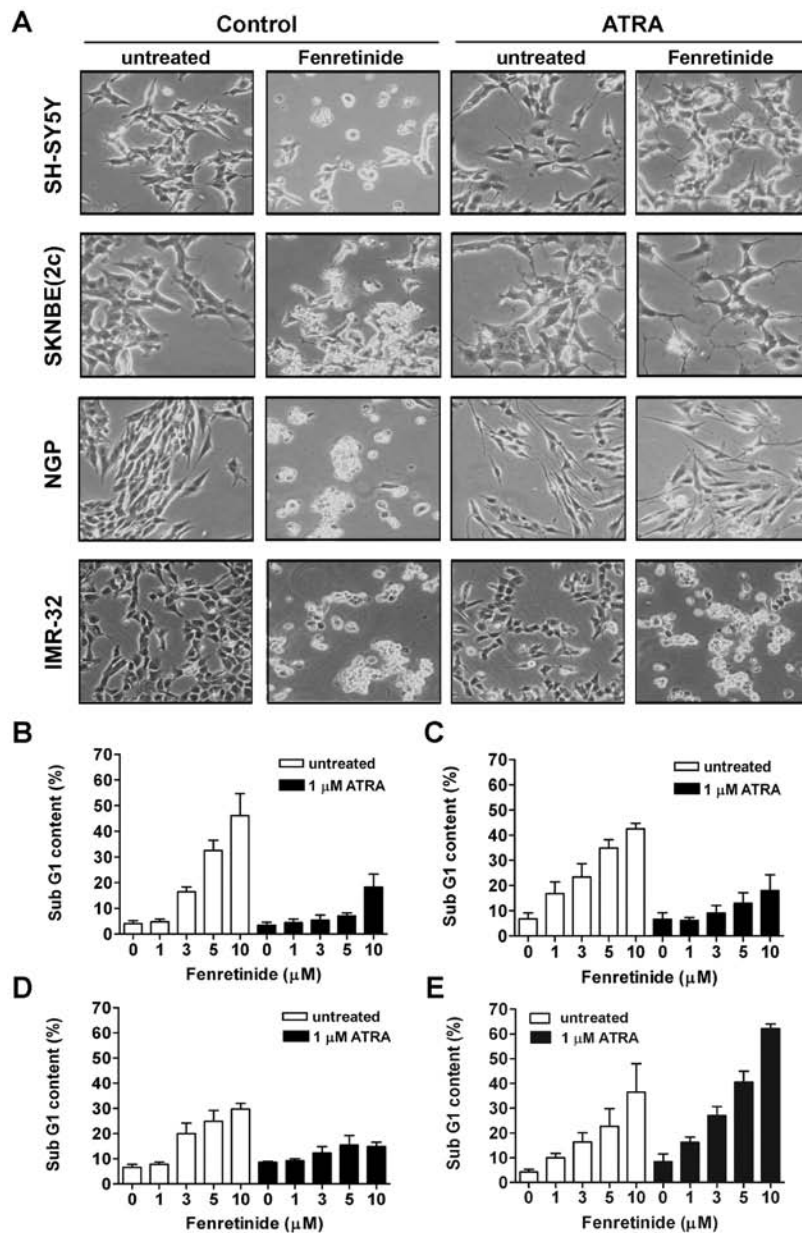 A
Control ATRA
untreated Fenretinide untreated Fenretinide
SH-SY5Y
SKNBE(2c)
NGP
IMR-32
B
Sub G1 content (%)
70
60
50
40
30
20
10
0
untreated
1 μM ATRA
0 1 3 5 10 0 1 3 5 10
Fenretinide (μM)
C
Sub G1 content (%)
70
60
50
40
30
20
10
0
untreated
1 μM ATRA
0 1 3 5 10 0 1 3 5 10
Fenretinide (μM)
D
Sub G1 content (%)
50
40
30
20
10
0
untreated
1 μM ATRA
0 1 3 5 10 0 1 3 5 10
Fenretinide (μM)
E
Sub G1 content (%)
70
60
50
40
30
20
10
0
untreated
1 μM ATRA
0 1 3 5 10 0 1 3 5 10
Fenretinide (μM)